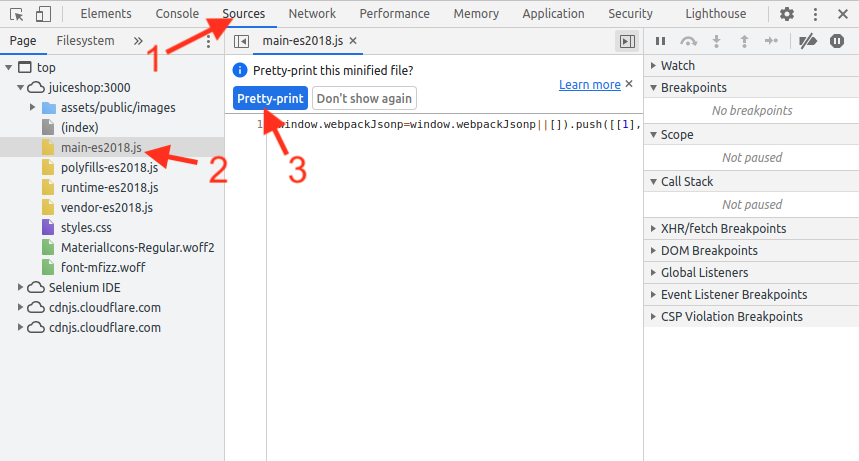 Elements Console Sources Network Performance Memory Application Security Lighthouse
Page Filesystem »
main-es2018.js ×
top
juiceshop:3000
assets/public/images
(index)
main-es2018.js
polyfills-es2018.js
runtime-es2018.js
vendor-es2018.js
styles.css
MaterialIcons-Regular.woff2
font-mfizz.woff
Selenium IDE
cdnjs.cloudflare.com
cdnjs.cloudflare.com
1
2
3
Pretty-print this minified file?
Learn more ×
Pretty-print Don't show again
1 window.webpackJsonp=window.webpackJsonp||[]).push([[1],
Watch
Breakpoints
No breakpoints
Scope
Not paused
Call Stack
Not paused
XHR/fetch Breakpoints
DOM Breakpoints
Global Listeners
Event Listener Breakpoints
CSP Violation Breakpoints